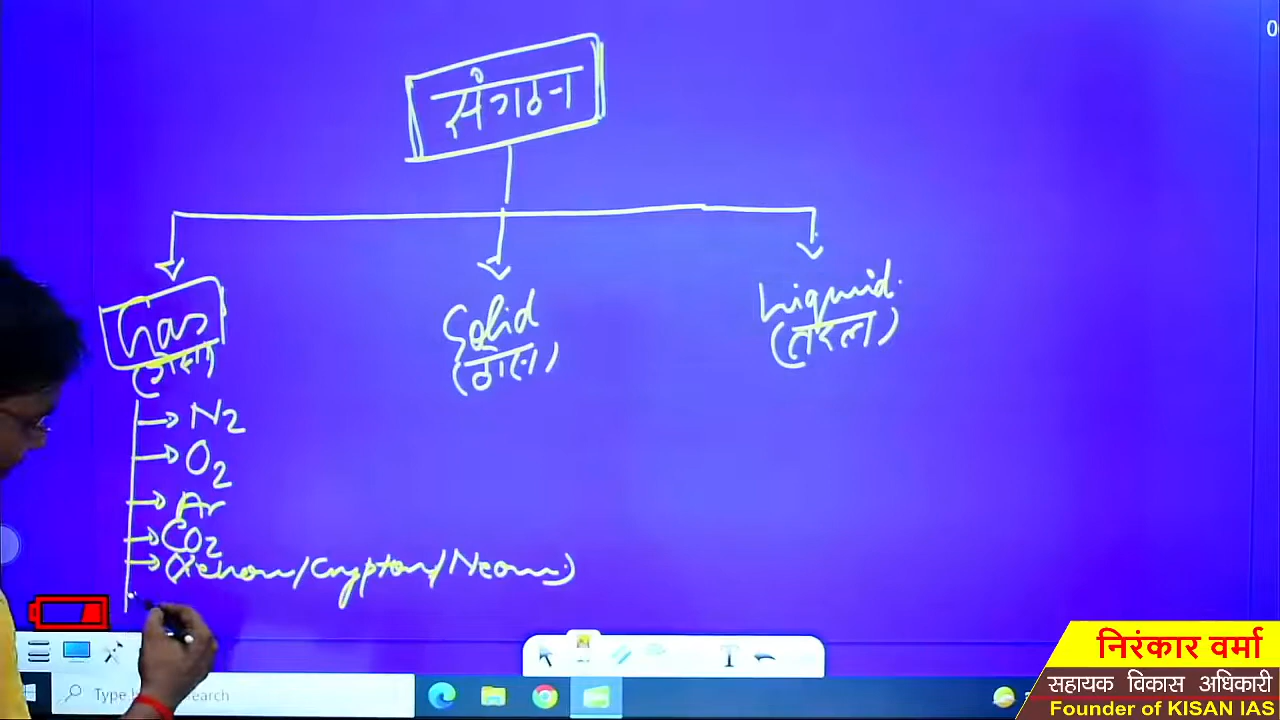 संगठन
Gas
Solid
(ठोस)
Liquid.
(तरल)
→ N2
→ O2
→ Ar
→ CO2
→ (Xenon/Crypton/Neon)
निरंकार वर्मा
सहायक विकास अधिकारी
Founder of KISAN IAS